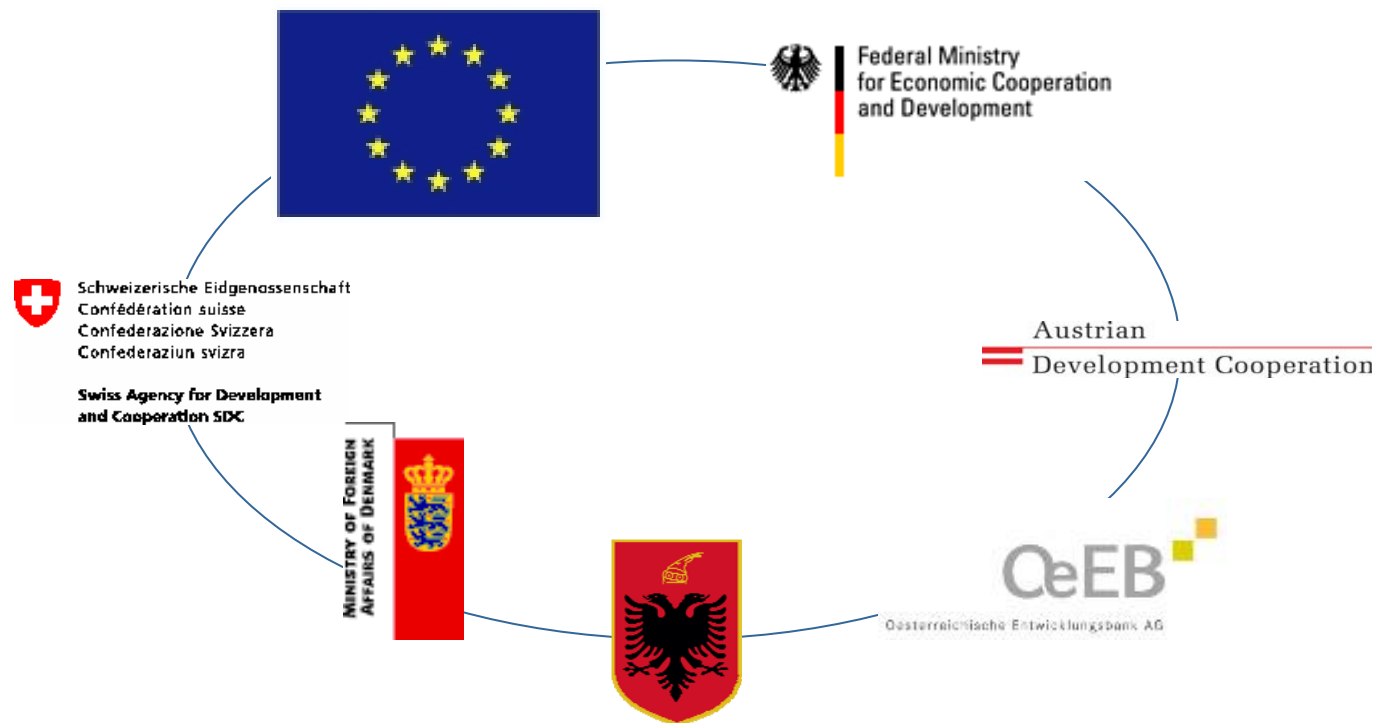 Federal Ministry
for Economic Cooperation
and Development
Schweizerische Eidgenossenschaft
Confédération suisse
Confederazione Svizzera
Confederaziun svizra
Swiss Agency for Development
and Cooperation SDC
Austrian
Development Cooperation
MINISTRY OF FOREIGN
AFFAIRS OF DENMARK
OeEB
Oesterreichische Entwicklungsbank AG